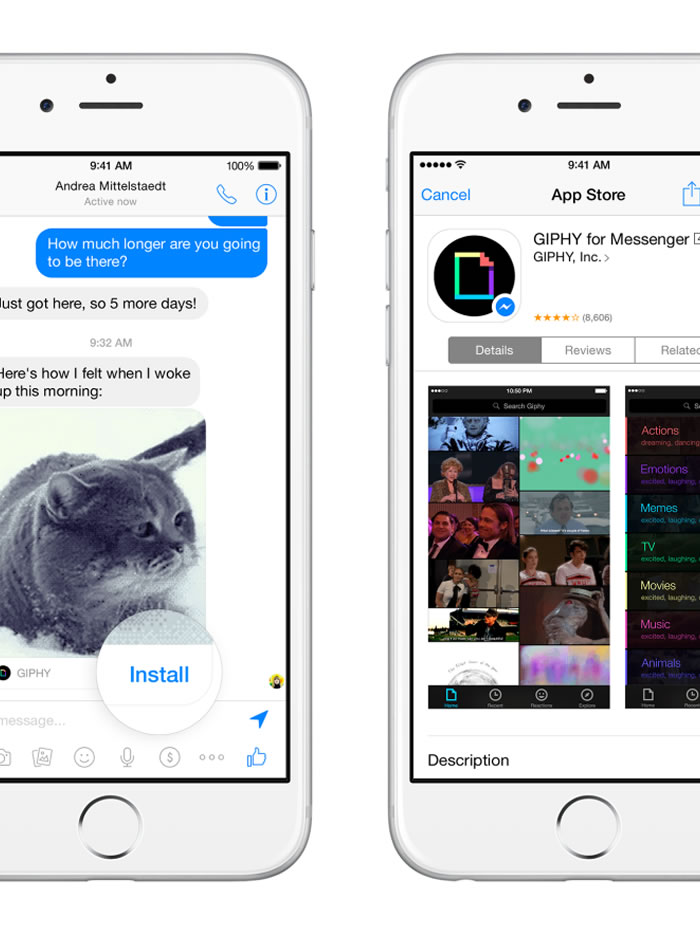 9:41 AM
100%
Andrea Mittelstaedt
Active now
How much longer are you going
to be there?
Just got here, so 5 more days!
9:32 AM
Here's how I felt when I woke
up this morning:
GIPHY
Install
message...
9:41 AM
Cancel
App Store
GIPHY for Messenger
GIPHY, Inc. >
(8,606)
Details
Reviews
Related
10:50 PM
Search Giphy
Home
Recent
Reactions
Explore
Actions
dreaming, dancing
Emotions
excited, laughing,
Memes
excited, laughing,
TV
excited, laughing,
Movies
excited, laughing,
Music
excited, laughing,
Animals
excited, laughing,
Home
Description